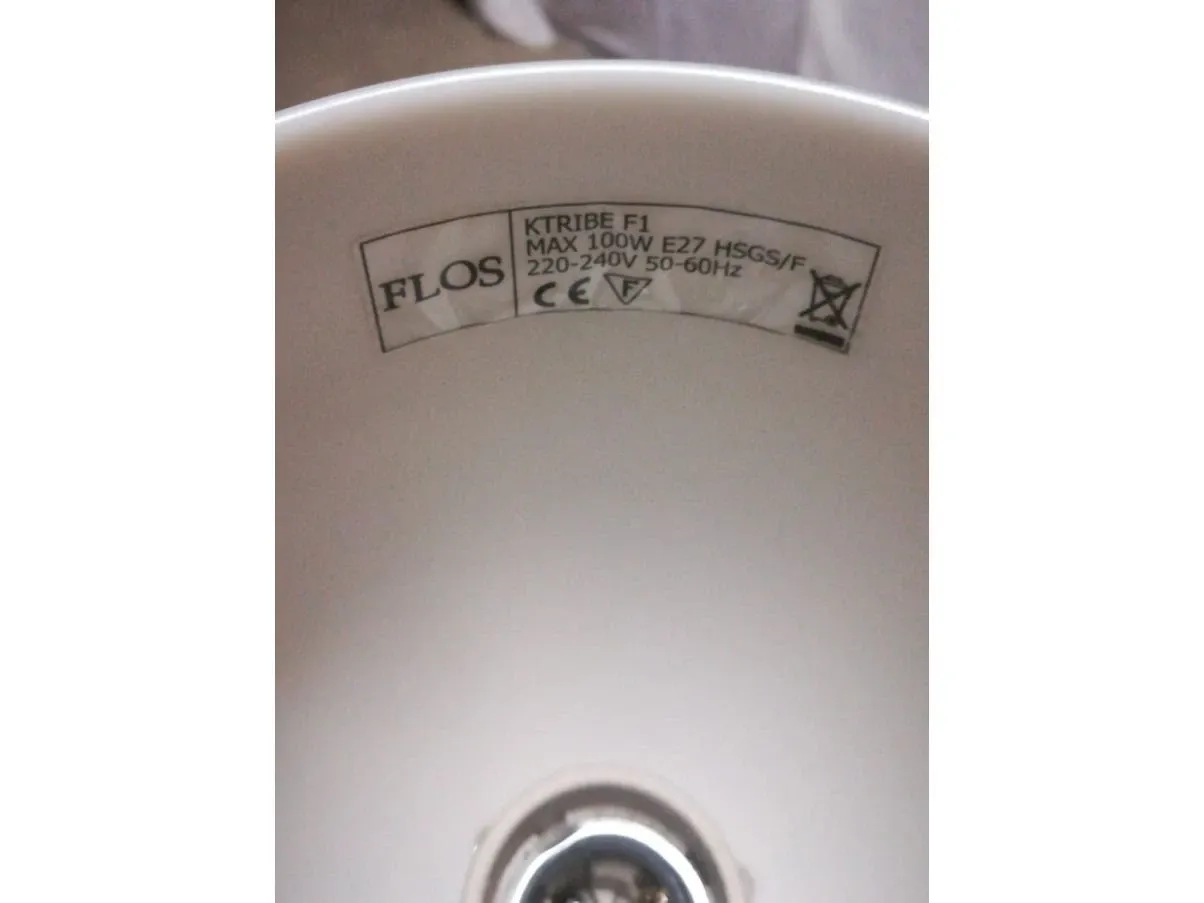 FLOS
KTRIBE F1
MAX 100W E27 HSGS/F
220-240V 50-60Hz
CE F